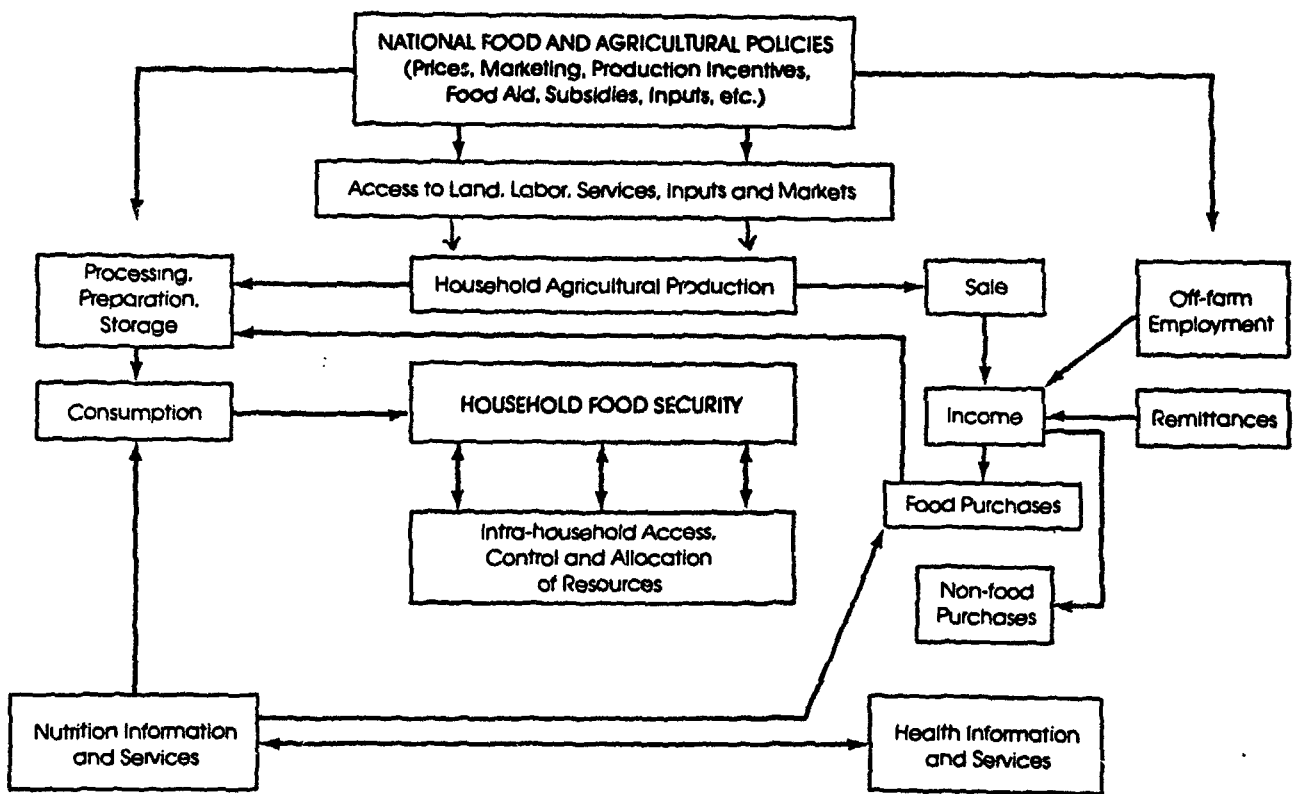 NATIONAL FOOD AND AGRICULTURAL POLICIES
(Prices, Marketing, Production Incentives,
Food Aid, Subsidies, Inputs, etc.)
Access to Land, Labor, Services, Inputs and Markets
Processing,
Preparation,
Storage
Household Agricultural Production
Sale
Off-farm
Employment
Consumption
HOUSEHOLD FOOD SECURITY
Income
Remittances
Food Purchases
Intra-household Access,
Control and Allocation
of Resources
Non-food
Purchases
Nutrition Information
and Services
Health Information
and Services